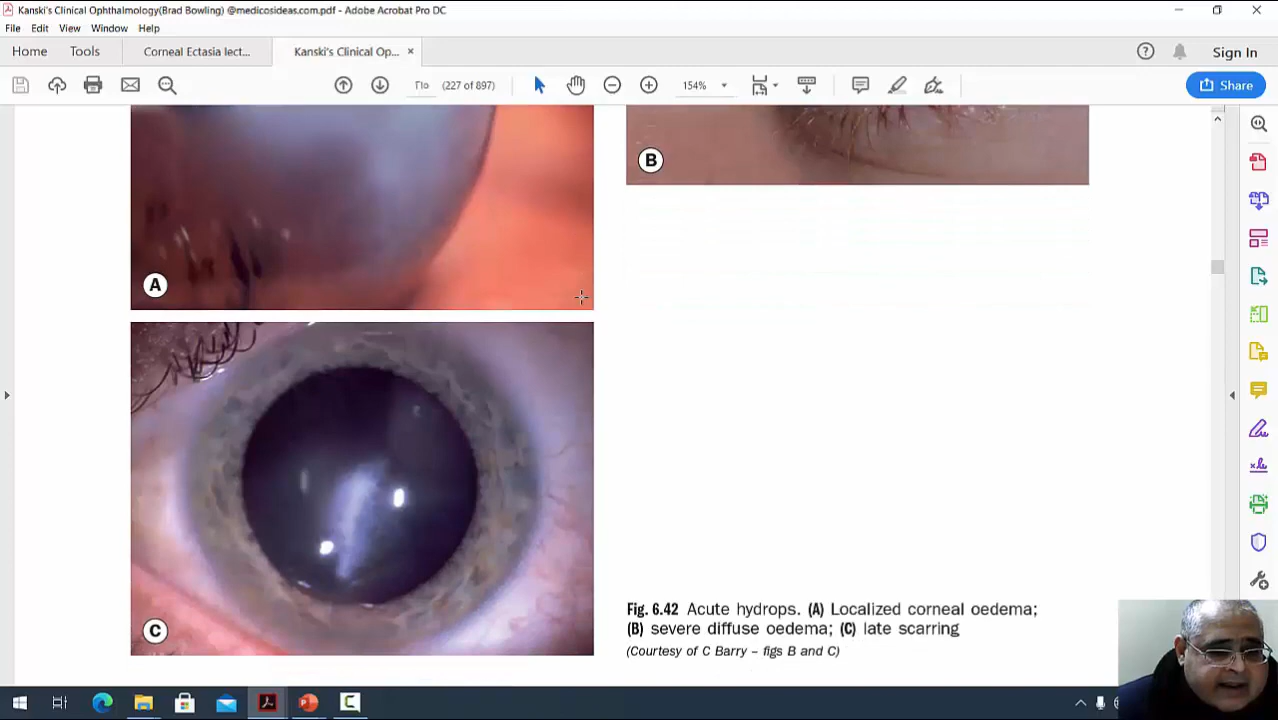 Kanski's Clinical Ophthalmology(Brad Bowling) @medicosideas.com.pdf - Adobe Acrobat Pro DC
File Edit View Window Help
Home Tools Corneal Ectasia lect... Kanski's Clinical Op... ×
Sign In
٢١٥ (227 of 897) 154% Share
A
B
C
Fig. 6.42 Acute hydrops. (A) Localized corneal oedema;
(B) severe diffuse oedema; (C) late scarring
(Courtesy of C Barry – figs B and C)